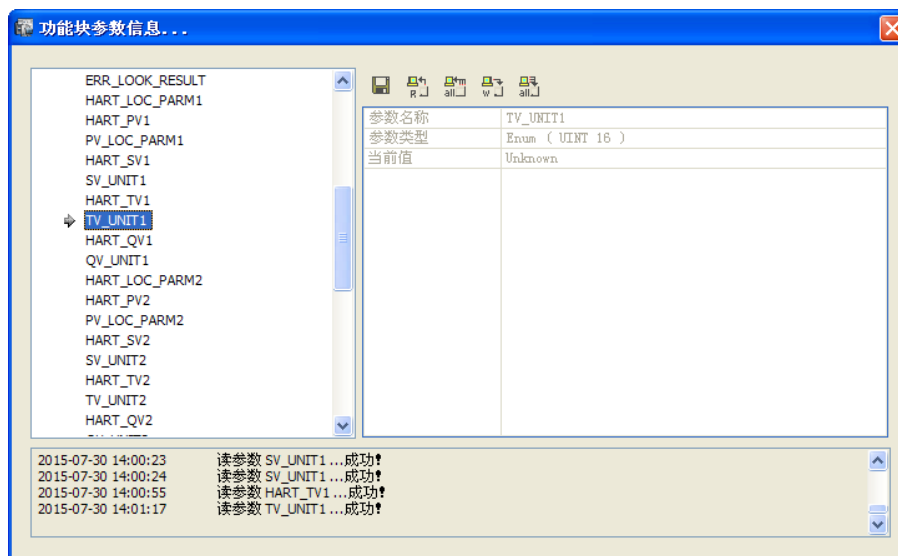 功能块参数信息...
ERR_LOOK_RESULT
HART_LOC_PARM1
HART_PV1
PV_LOC_PARM1
HART_SV1
SV_UNIT1
HART_TV1
TV_UNIT1
HART_QV1
QV_UNIT1
HART_LOC_PARM2
HART_PV2
PV_LOC_PARM2
HART_SV2
SV_UNIT2
HART_TV2
TV_UNIT2
HART_QV2
R all w all
参数名称 TV_UNIT1
参数类型 Enum ( UINT 16 )
当前值 Unknown
2015-07-30 14:00:23 读参数 SV_UNIT1 ...成功!
2015-07-30 14:00:24 读参数 SV_UNIT1 ...成功!
2015-07-30 14:00:55 读参数 HART_TV1 ...成功!
2015-07-30 14:01:17 读参数 TV_UNIT1 ...成功!